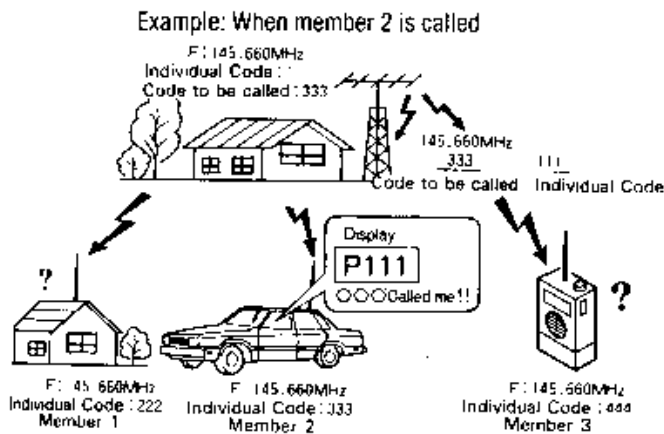 Example: When member 2 is called
F: 145.660MHz
Individual Code:
Code to be called: 333
145.660MHz
333 111
Code to be called Individual Code
Display
P111
○○○Called me!!
?
?
F: 45.660MHz
Individual Code: 222
Member 1
F 145.660MHz
Individual Code: 333
Member 2
F: 145.660MHz
Individual Code: 444
Member 3